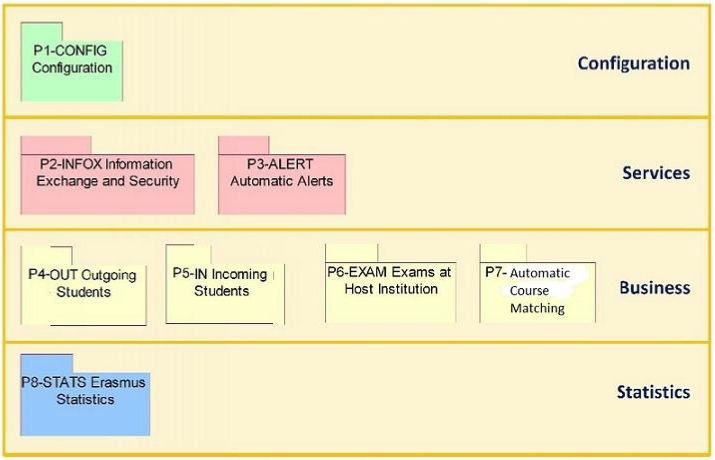 P1-CONFIG
Configuration
Configuration
P2-INFOX Information
Exchange and Security
P3-ALERT
Automatic Alerts
Services
P4-OUT Outgoing
Students
P5-IN Incoming
Students
P6-EXAM Exams at
Host Institution
P7- Automatic
Course
Matching
Business
P8-STATS Erasmus
Statistics
Statistics